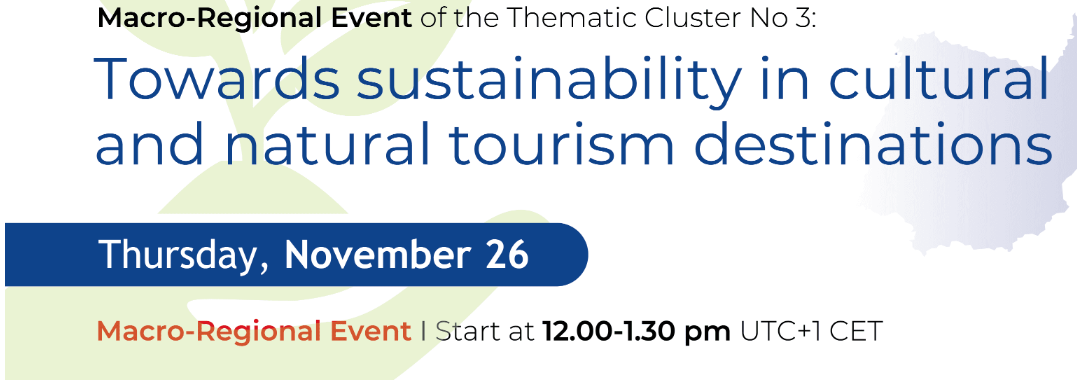 Macro-Regional Event of the Thematic Cluster No 3:
Towards sustainability in cultural
and natural tourism destinations
Thursday, November 26
Macro-Regional Event I Start at 12.00-1.30 pm UTC+1 CET